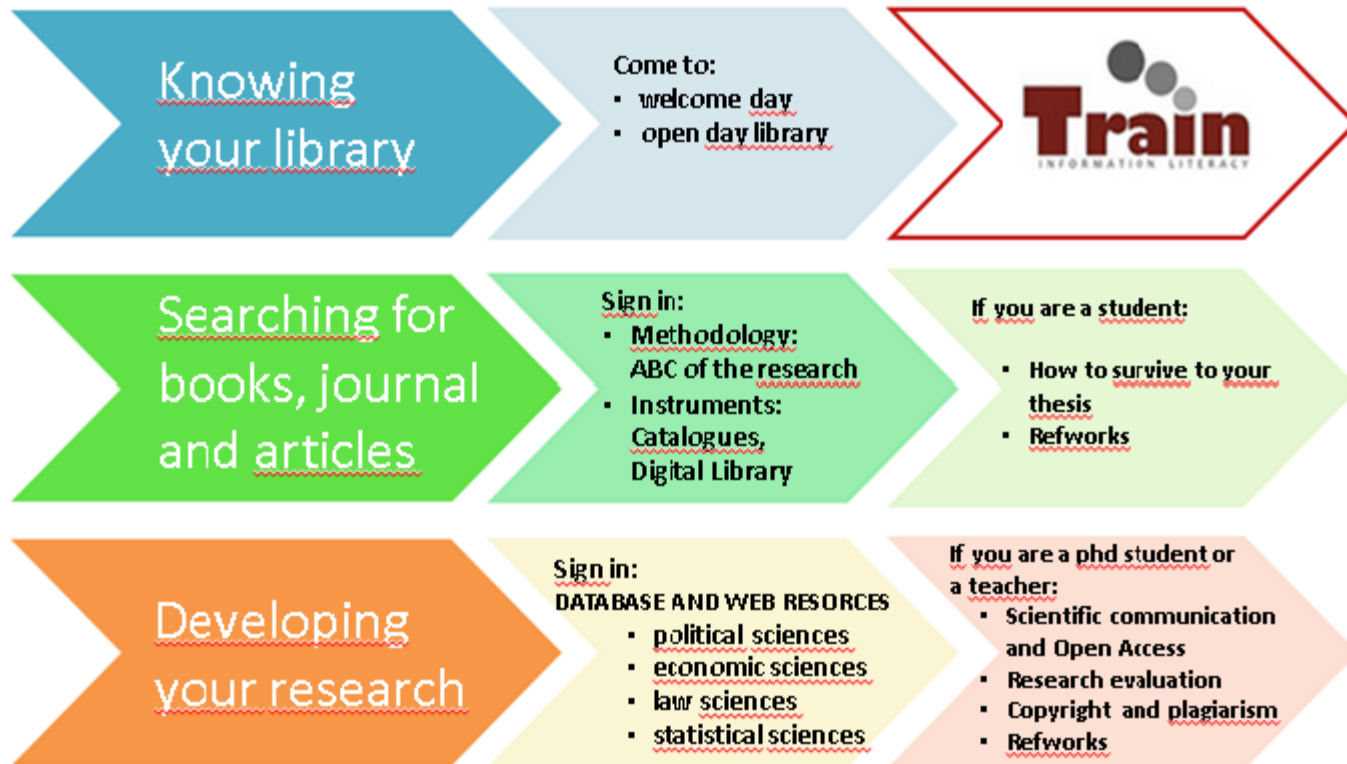 Knowing
your library
Come to:
▪ welcome day
▪ open day library
Train
INFORMATION LITERACY
Searching for
books, journal
and articles
Sign in:
▪ Methodology:
ABC of the research
▪ Instruments:
Catalogues,
Digital Library
If you are a student:
▪ How to survive to your
thesis
▪ Refworks
Developing
your research
Sign in:
DATABASE AND WEB RESORCES
▪ political sciences
▪ economic sciences
▪ law sciences
▪ statistical sciences
If you are a phd student or
a teacher:
▪ Scientific communication
and Open Access
▪ Research evaluation
▪ Copyright and plagiarism
▪ Refworks